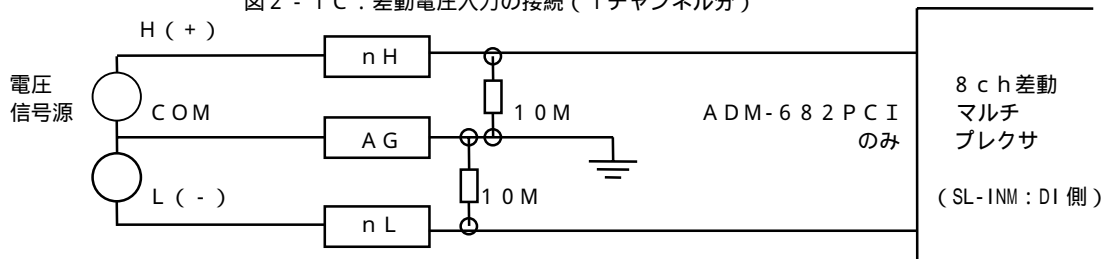 図２-１Ｃ：差動電圧入力の接続（１チャンネル分）
Ｈ（＋）
ｎＨ
電圧
信号源
ＣＯＭ
１０Ｍ
ＡＧ
ＡＤＭ-６８２ＰＣＩ
のみ
８ｃｈ差動
マルチ
プレクサ
Ｌ（-）
１０Ｍ
（SL-INM：DI側）
ｎＬ